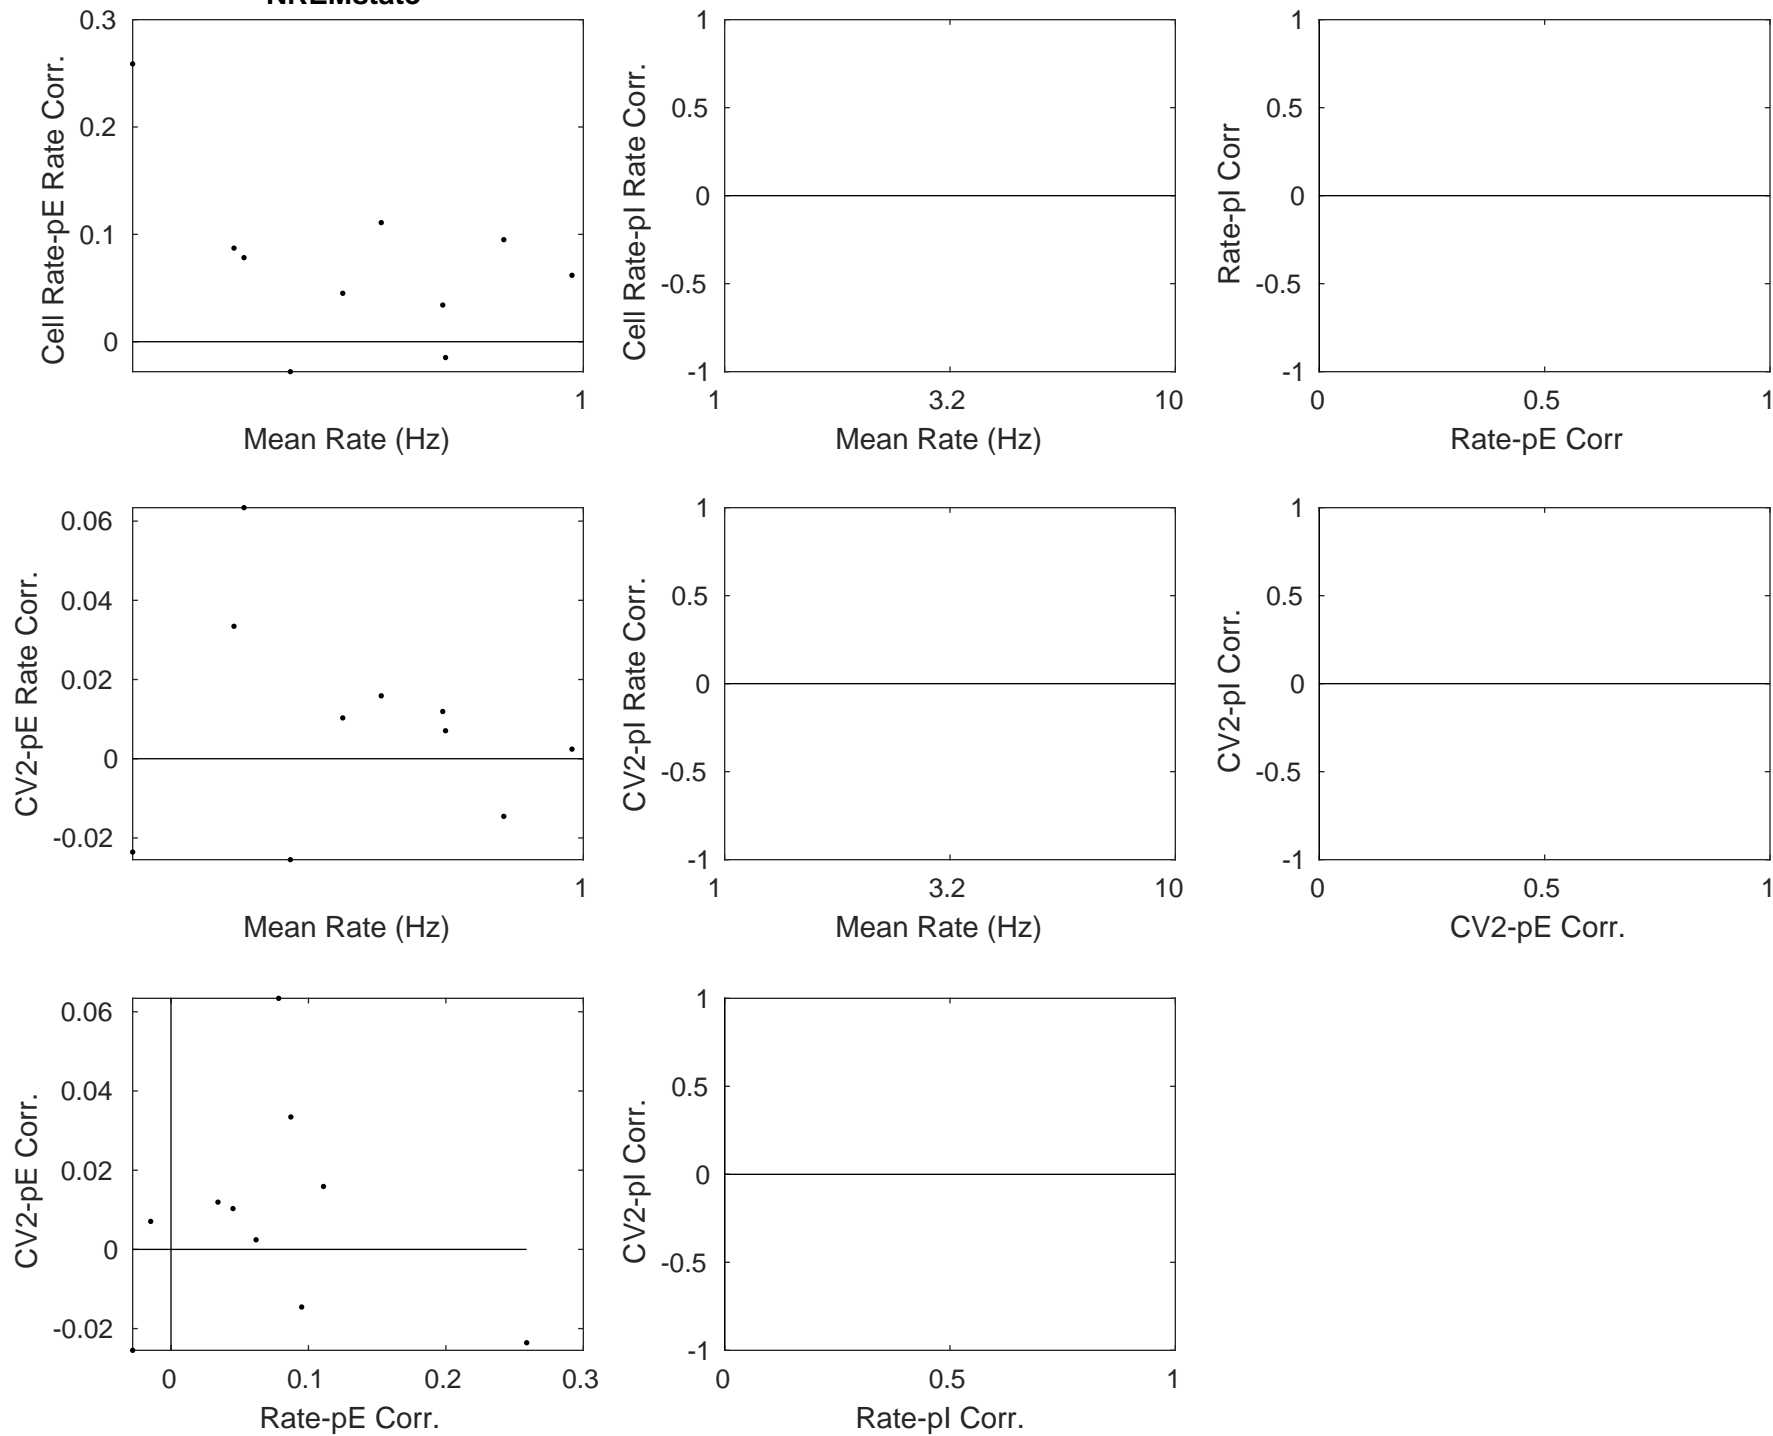 NREMstate
0.3
0.2
0.1
0
Cell Rate-pE Rate Corr.
1
Mean Rate (Hz)
1
0.5
0
-0.5
-1
Cell Rate-pI Rate Corr.
1 3.2 10
Mean Rate (Hz)
1
0.5
0
-0.5
-1
Rate-pI Corr
0 0.5 1
Rate-pE Corr
0.06
0.04
0.02
0
-0.02
CV2-pE Rate Corr.
1
Mean Rate (Hz)
1
0.5
0
-0.5
-1
CV2-pI Rate Corr.
1 3.2 10
Mean Rate (Hz)
1
0.5
0
-0.5
-1
CV2-pI Corr.
0 0.5 1
CV2-pE Corr.
0.06
0.04
0.02
0
-0.02
CV2-pE Corr.
0 0.1 0.2 0.3
Rate-pE Corr.
1
0.5
0
-0.5
-1
CV2-pI Corr.
0 0.5 1
Rate-pI Corr.